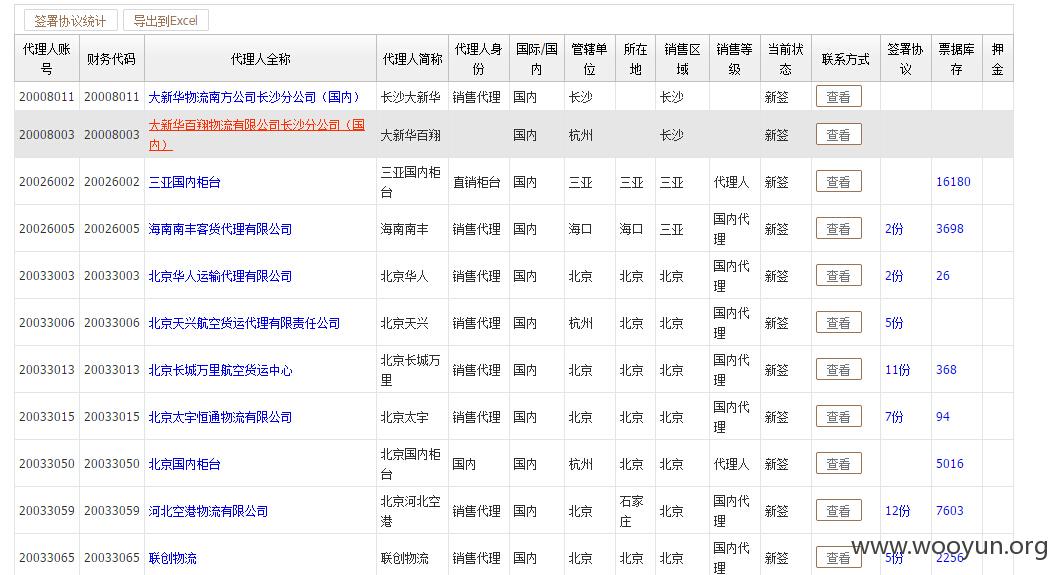 签署协议统计 导出到Excel
代理人账号 财务代码 代理人全称 代理人简称 代理人身份 国际/国内 管辖单位 所在地 销售区域 销售等级 当前状态 联系方式 签署协议 票据库存 押金
20008011 20008011 大新华物流南方公司长沙分公司（国内） 长沙大新华 销售代理 国内 长沙 长沙 新签 查看
20008003 20008003 大新华百翔物流有限公司长沙分公司（国内） 大新华百翔 国内 杭州 长沙 新签 查看
20026002 20026002 三亚国内柜台 三亚国内柜台 直销柜台 国内 三亚 三亚 三亚 代理人 新签 查看 16180
20026005 20026005 海南南丰客货代理有限公司 海南南丰 销售代理 国内 海口 海口 三亚 国内代理 新签 查看 2份 3698
20033003 20033003 北京华人运输代理有限公司 北京华人 销售代理 国内 北京 北京 北京 国内代理 新签 查看 2份 26
20033006 20033006 北京天兴航空货运代理有限责任公司 北京天兴 销售代理 国内 杭州 北京 北京 国内代理 新签 查看 5份
20033013 20033013 北京长城万里航空货运中心 北京长城万里 销售代理 国内 北京 北京 北京 国内代理 新签 查看 11份 368
20033015 20033015 北京太宇恒通物流有限公司 北京太宇 销售代理 国内 北京 北京 北京 国内代理 新签 查看 7份 94
20033050 20033050 北京国内柜台 北京国内柜台 国内 国内 杭州 北京 北京 代理人 新签 查看 5016
20033059 20033059 河北空港物流有限公司 北京河北空港 销售代理 国内 北京 石家庄 北京 国内代理 新签 查看 12份 7603
20033065 20033065 联创物流 联创物流 销售代理 国内 北京 北京 北京 国内代理 新签 查看 5份 2256
www.wooyun.org